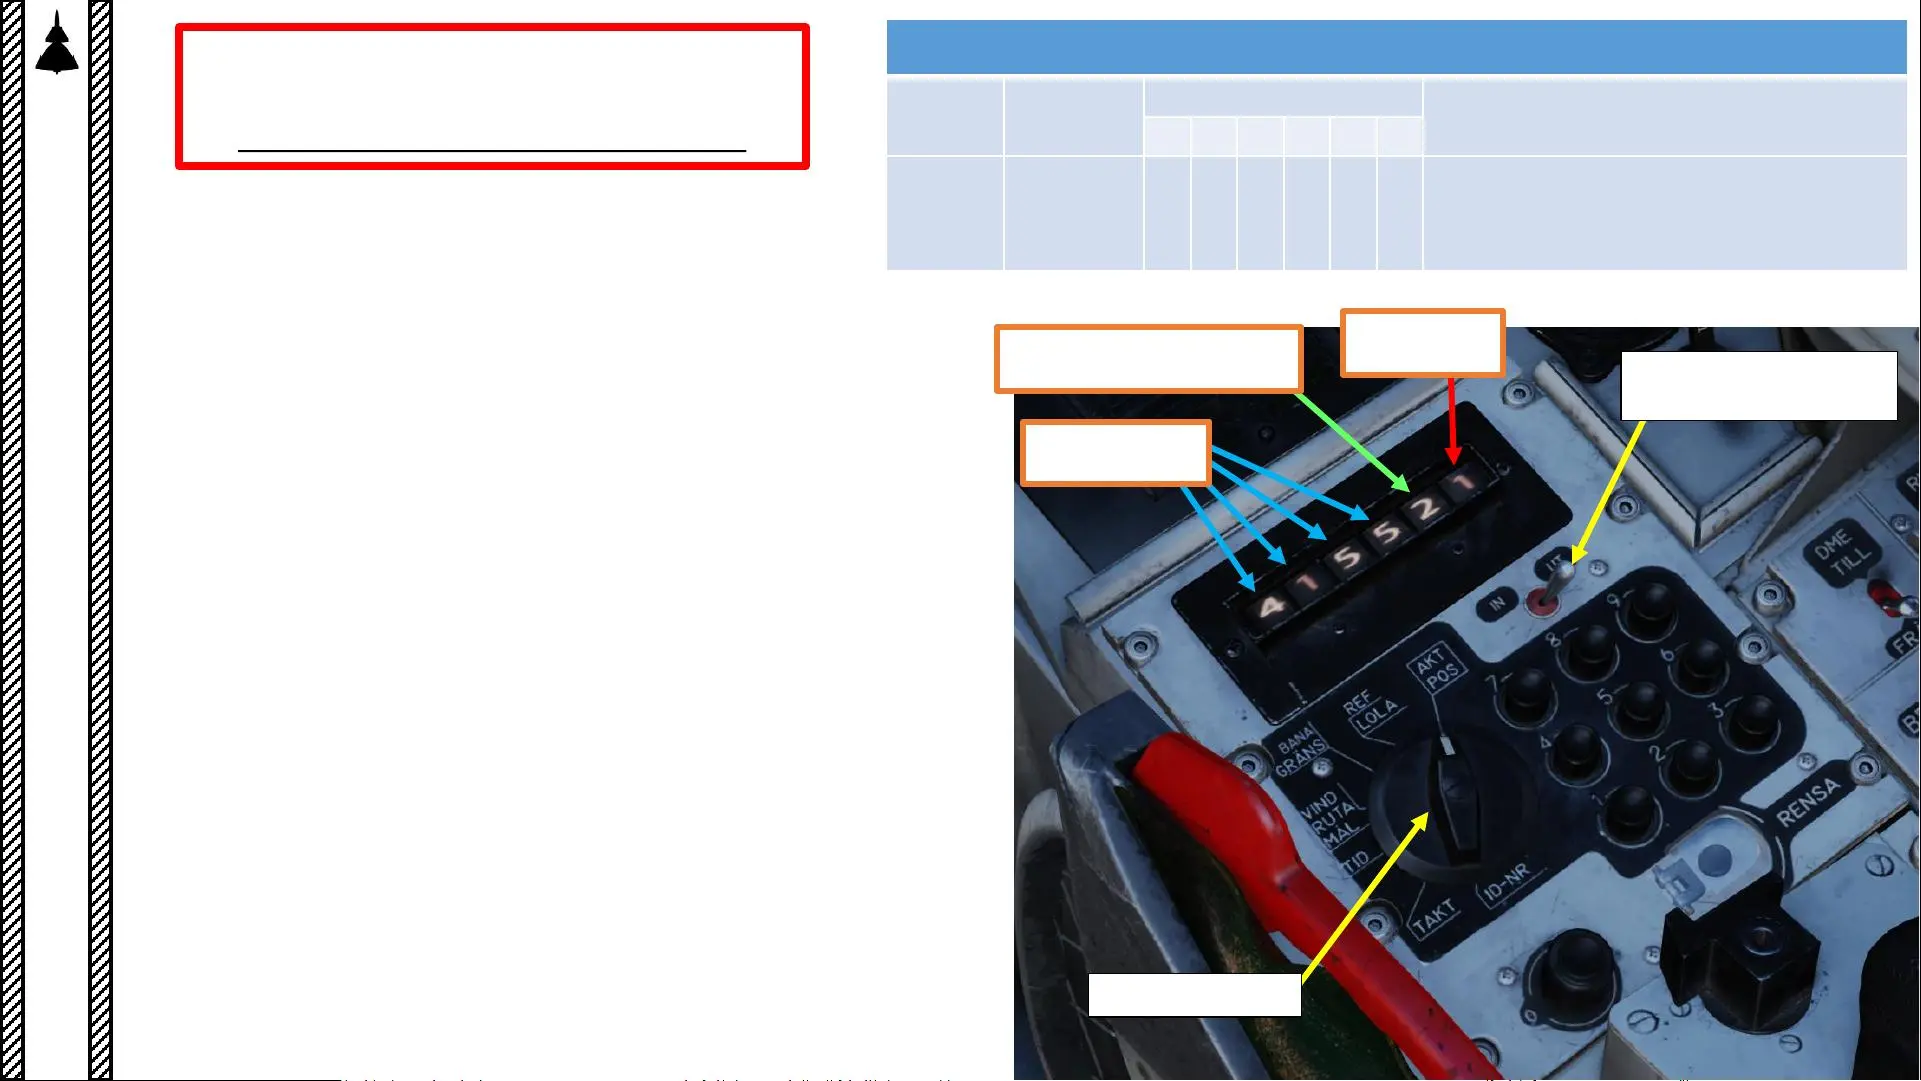 4 1 5 5 2 1
UT
IN
DME
TILL
AKT
POS
REF
LOLA
BANA
GRÄNS
VIND
RUTA
MÅL
TID
TAKT
ID-NR
9
8
7
6
5
4
3
2
1
RENSA
0